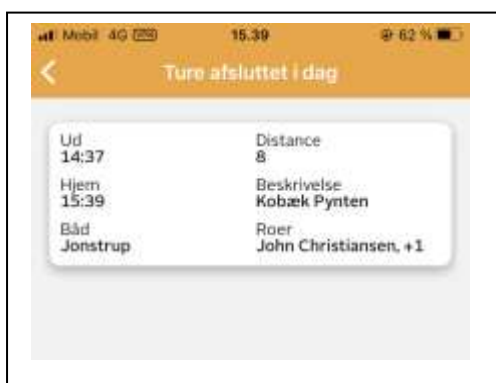 Mobil 4G VPN 15.39 62 %
Ture afsluttet i dag
Ud Distance
14:37 8
Hjem Beskrivelse
15:39 Kobæk Pynten
Båd Roer
Jonstrup John Christiansen, +1